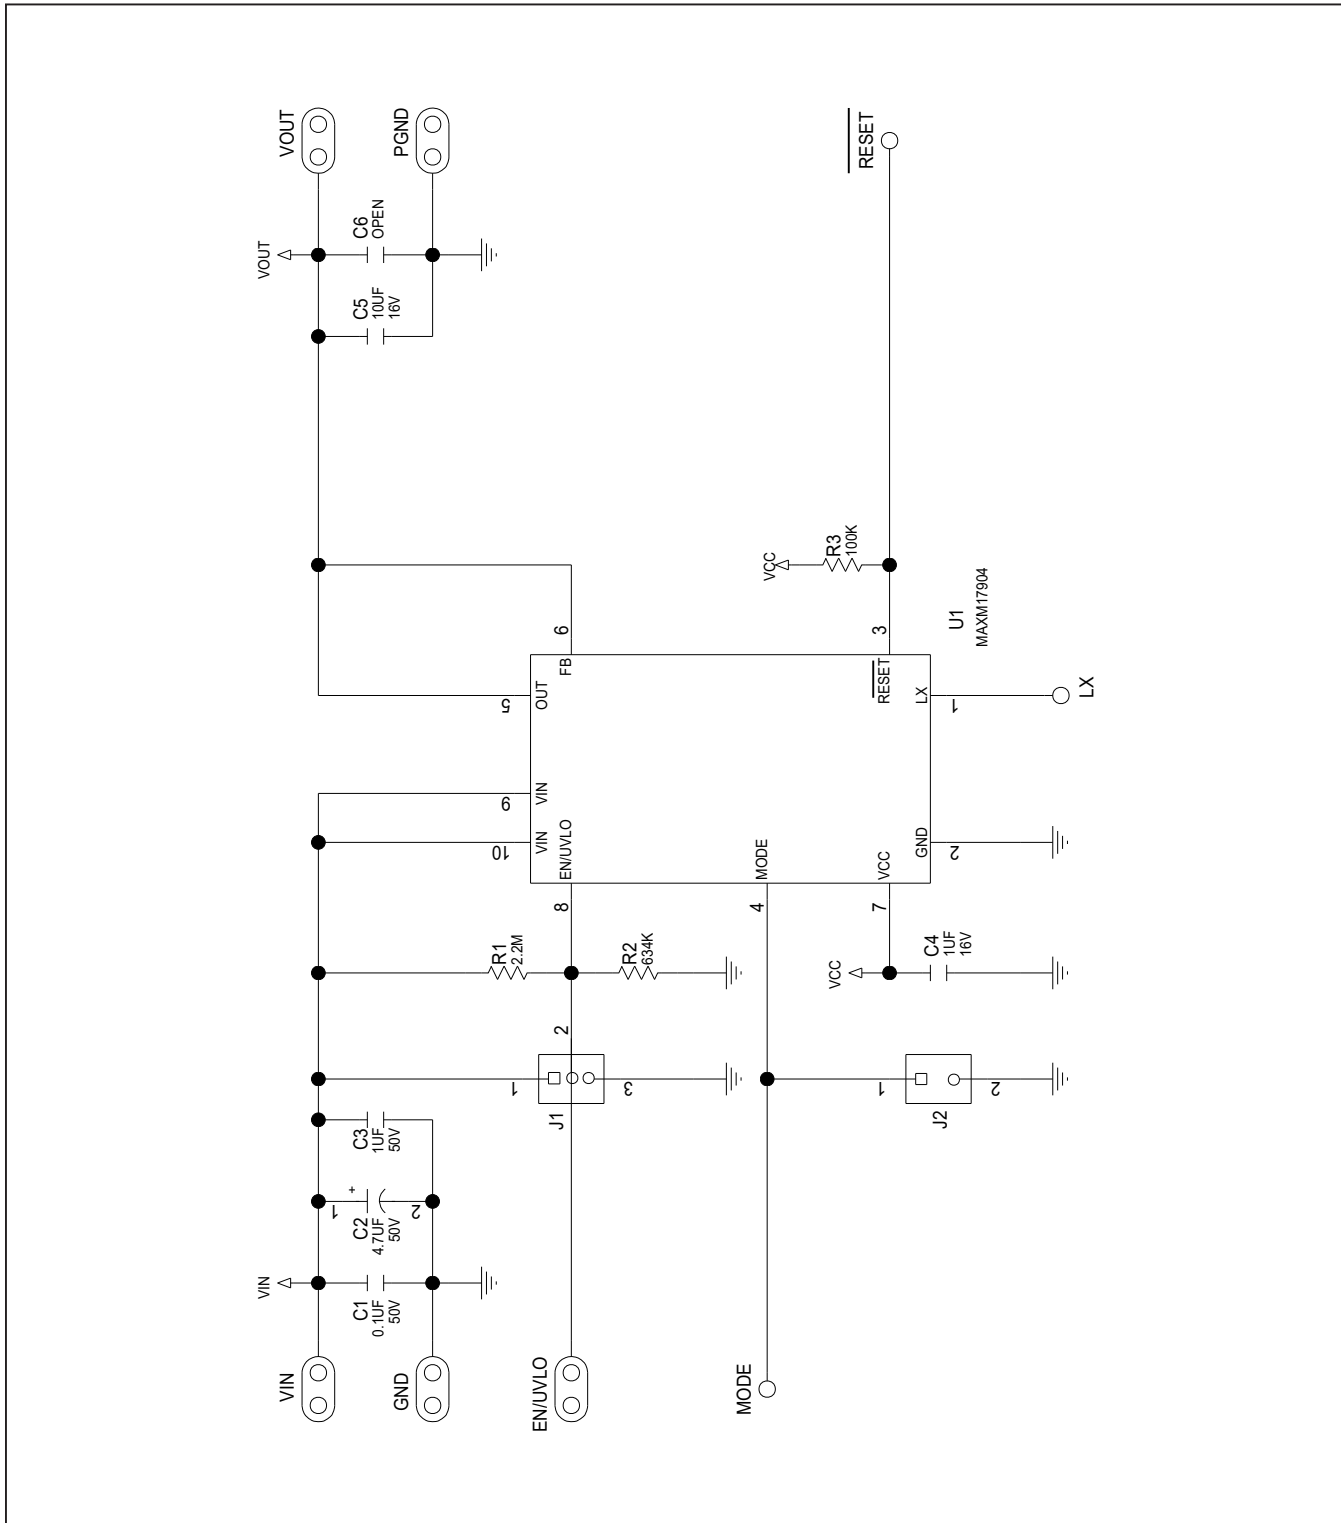 VIN
VIN
C1
0.1UF
50V
GND
1
+
C2
4.7UF
50V
2
C3
1UF
50V
VOUT
VOUT
C5
10UF
16V
C6
OPEN
PGND
EN/UVLO
J1
1
2
3
R1
2.2M
R2
634K
10
VIN
9
VIN
5
OUT
8
EN/UVLO
6
FB
MODE
4
MODE
J2
1
2
VCC
C4
1UF
16V
7
VCC
2
GND
1
LX
LX
3
RESET
VCC
R3
100K
RESET
U1
MAXM17904